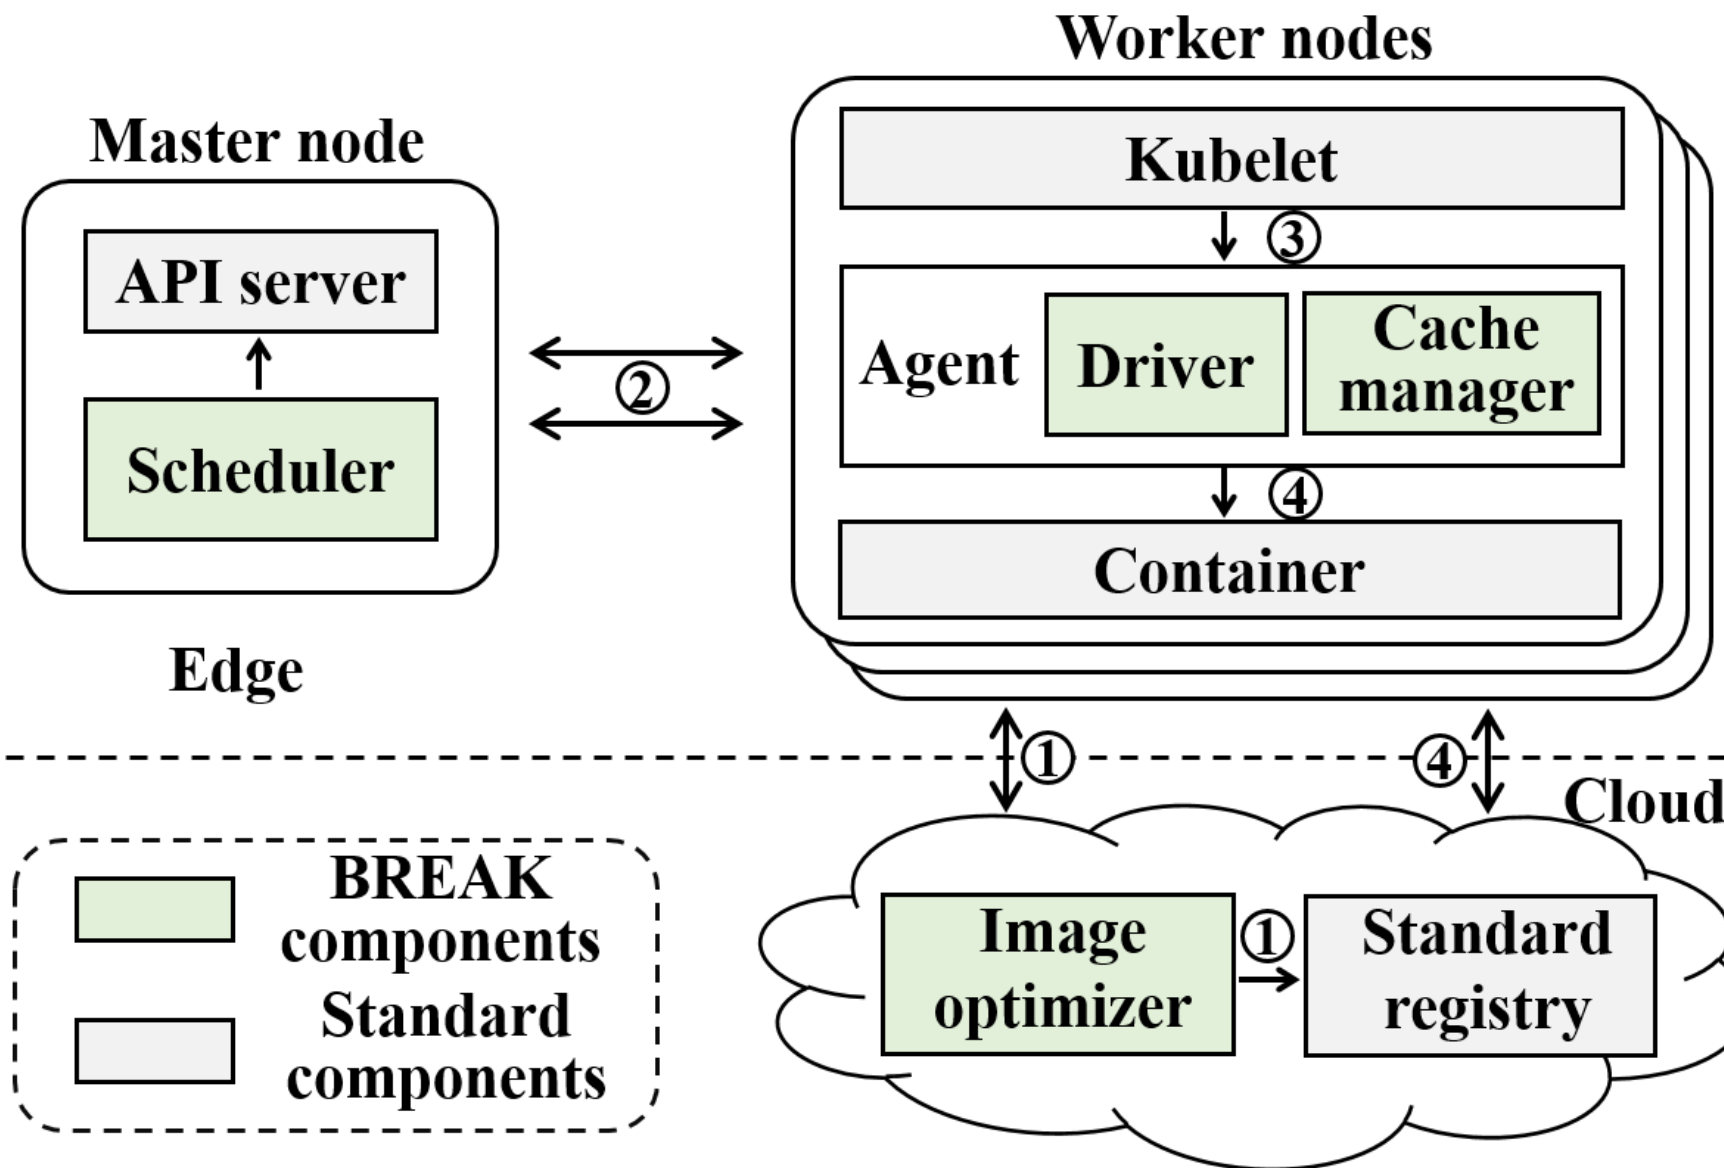 Worker nodes
Master node
Kubelet
③
API server
Agent
Driver
Cache
manager
②
Scheduler
④
Container
Edge
①
④
Cloud
BREAK
components
Standard
components
Image
optimizer
①
Standard
registry